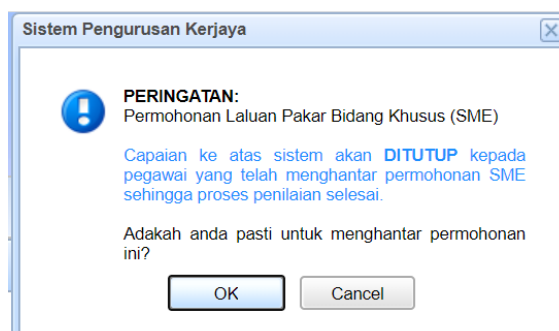 Sistem Pengurusan Kerjaya
PERINGATAN:
Permohonan Laluan Pakar Bidang Khusus (SME)
Capaian ke atas sistem akan DITUTUP kepada
pegawai yang telah menghantar permohonan SME
sehingga proses penilaian selesai.
Adakah anda pasti untuk menghantar permohonan
ini?
OK Cancel